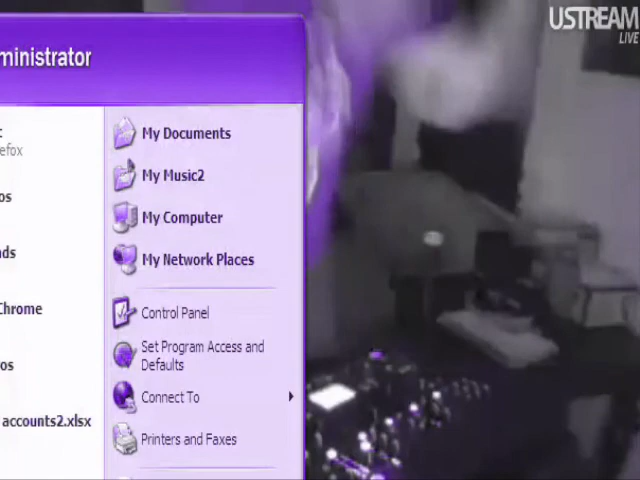 ministrator
USTREAM
LIVE
efox
os
ds
Chrome
os
accounts2.xlsx
My Documents
My Music2
My Computer
My Network Places
Control Panel
Set Program Access and
Defaults
Connect To
Printers and Faxes